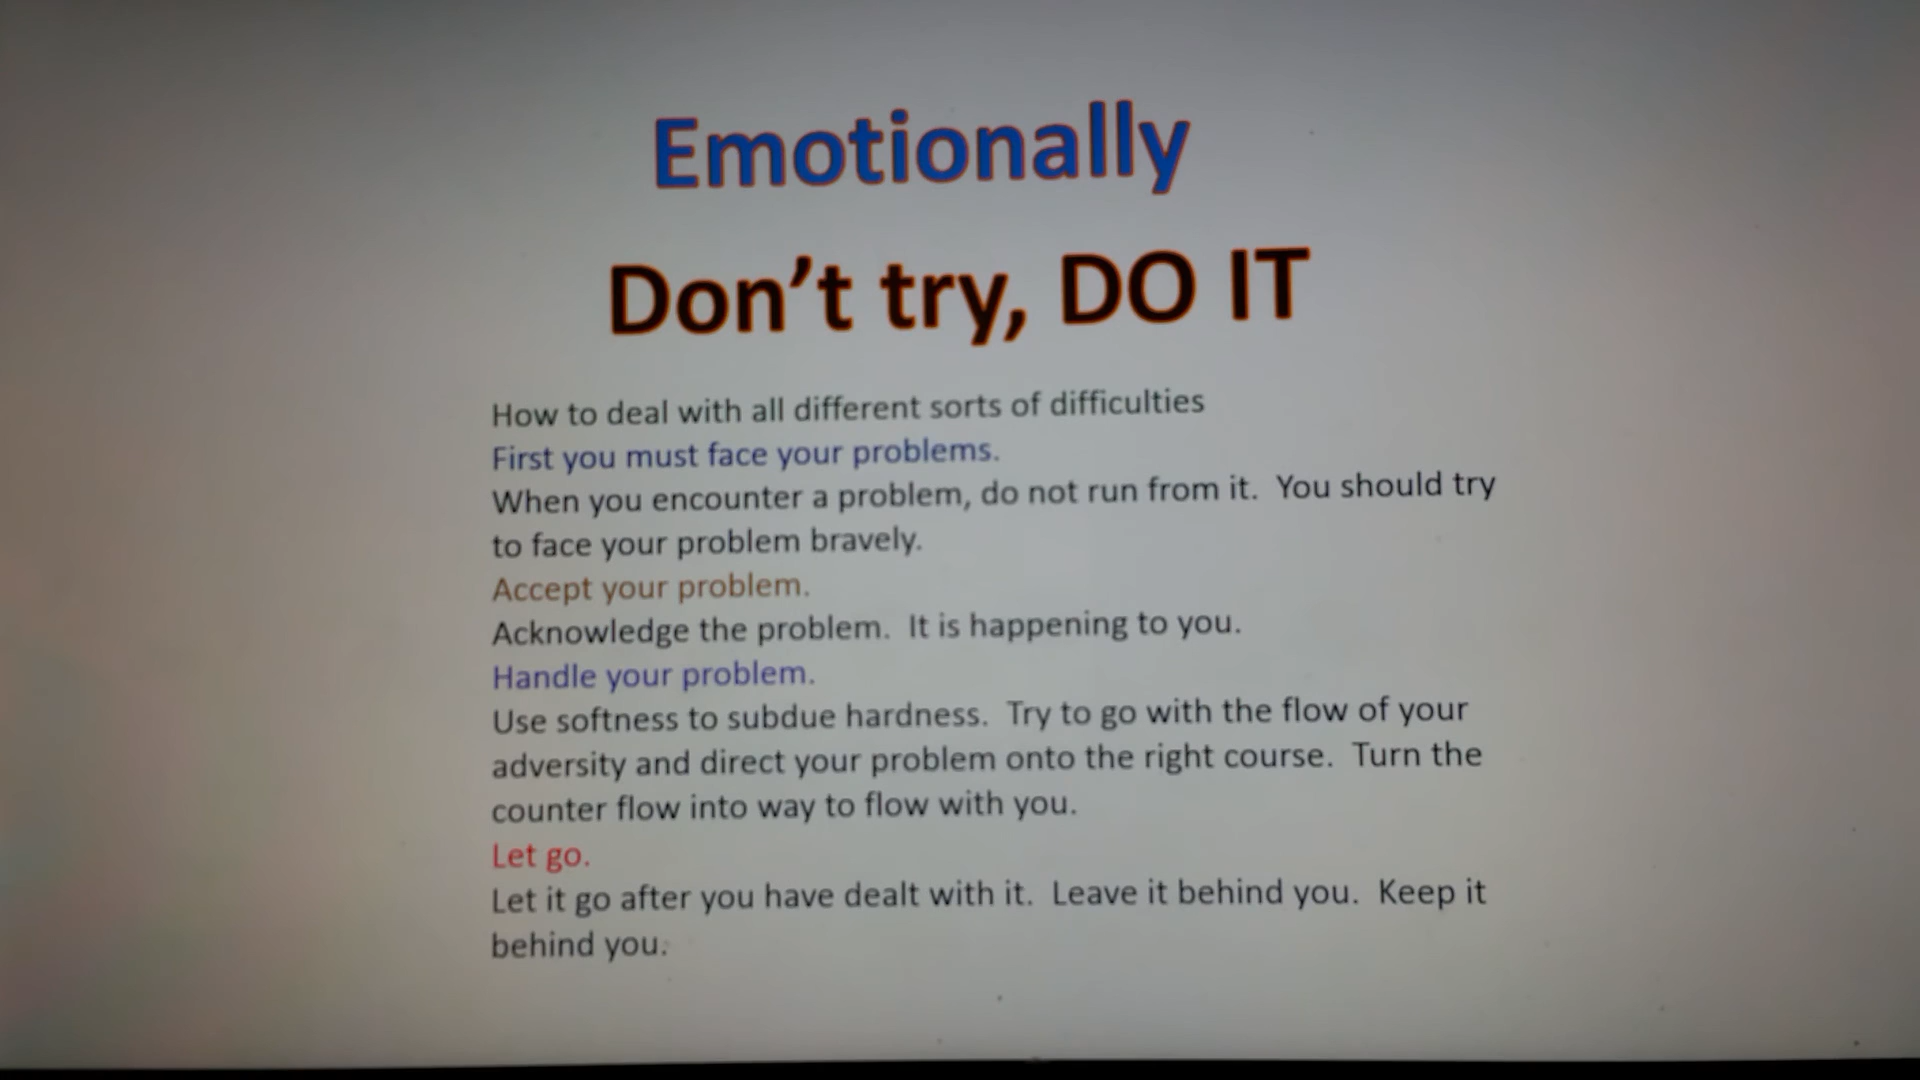 Emotionally
Don’t try, DO IT
How to deal with all different sorts of difficulties
First you must face your problems.
When you encounter a problem, do not run from it.  You should try
to face your problem bravely.
Accept your problem.
Acknowledge the problem.  It is happening to you.
Handle your problem.
Use softness to subdue hardness.  Try to go with the flow of your
adversity and direct your problem onto the right course.  Turn the
counter flow into way to flow with you.
Let go.
Let it go after you have dealt with it.  Leave it behind you.  Keep it
behind you.